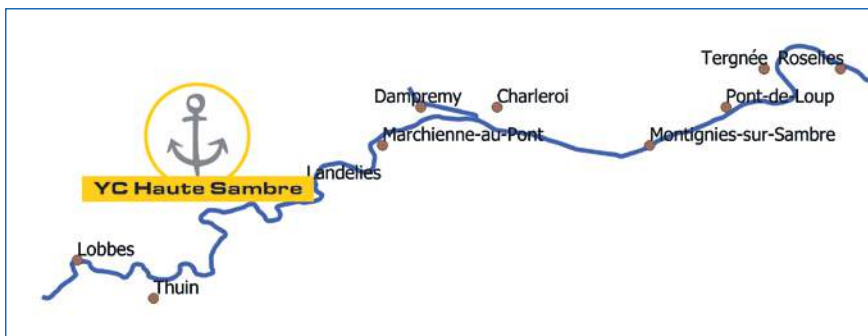 Tergnée
Roselies
Dampremy
Charleroi
Pont-de-Loup
Marchienne-au-Pont
Montignies-sur-Sambre
Landelies
YC Haute Sambre
Lobbes
Thuin